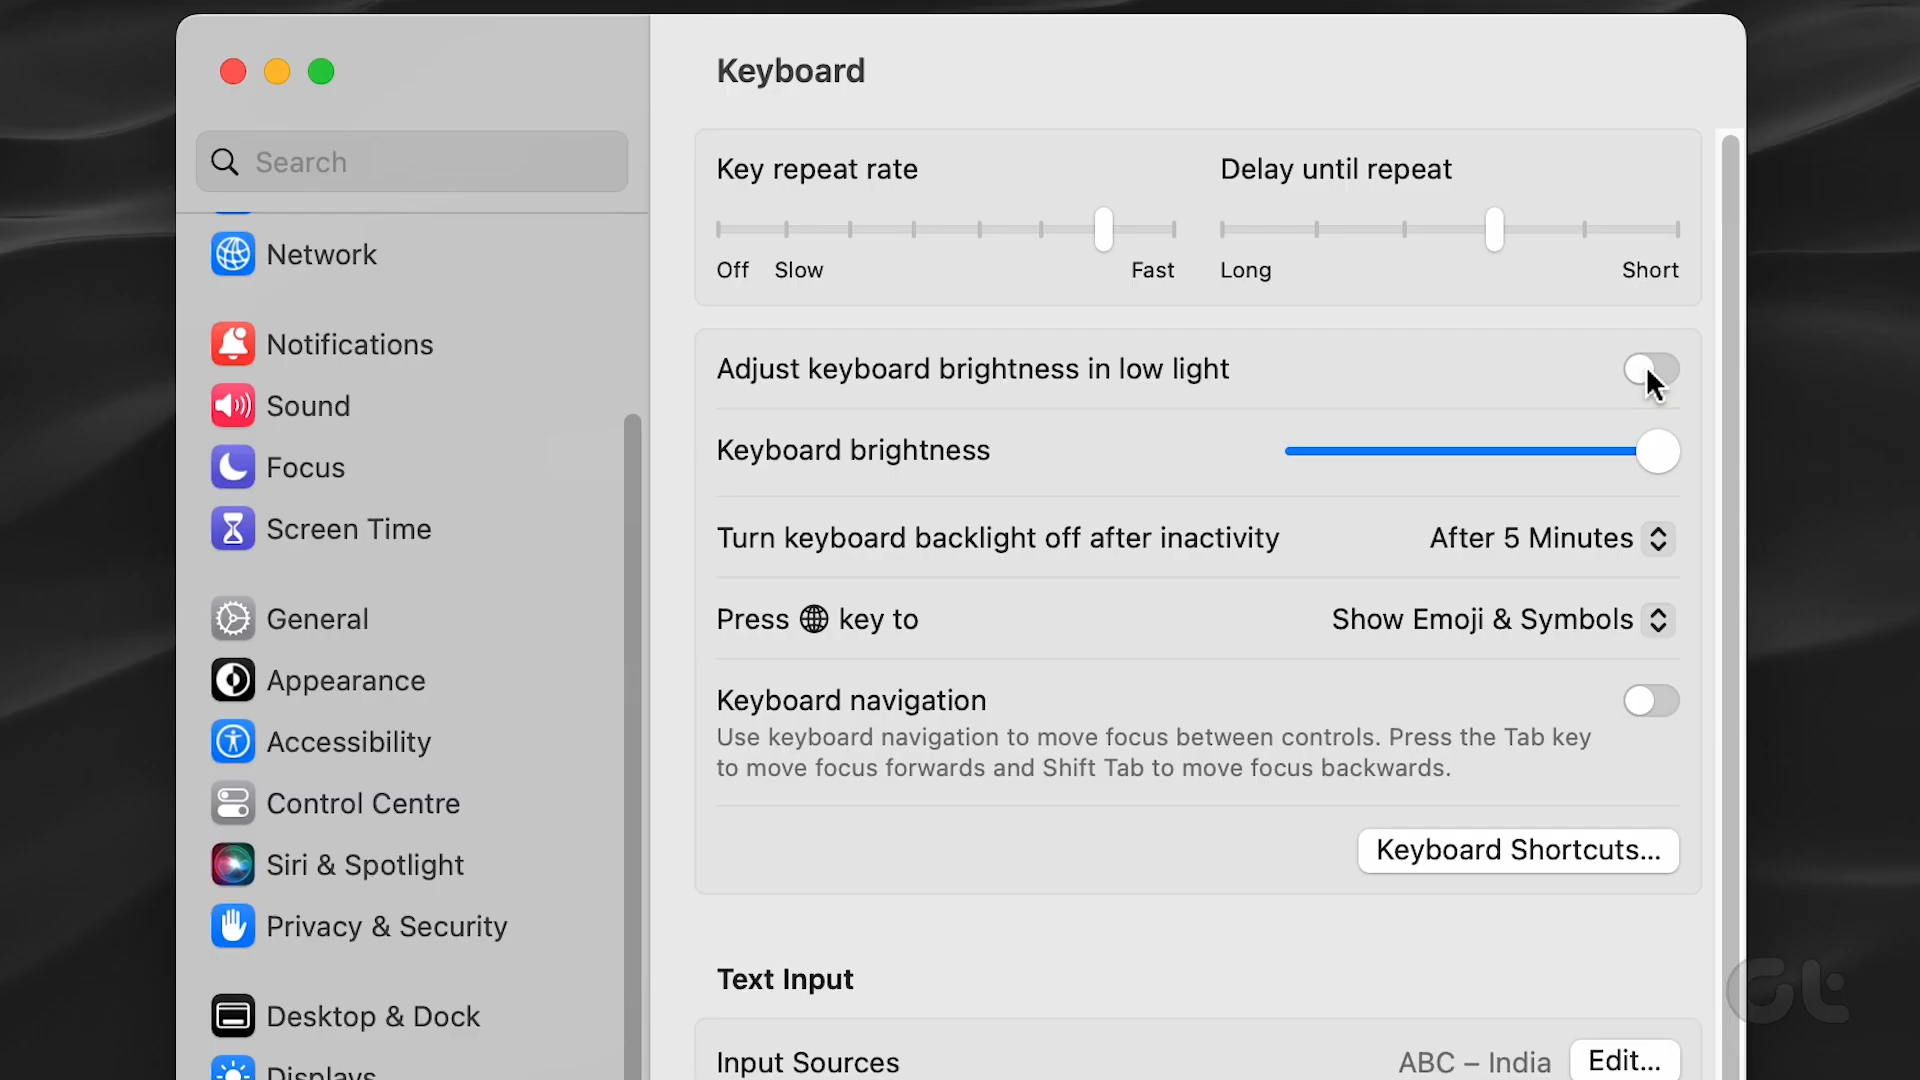 Keyboard
Search
Key repeat rate
Delay until repeat
Off Slow Fast
Long Short
Network
Notifications
Sound
Focus
Screen Time
General
Appearance
Accessibility
Control Centre
Siri & Spotlight
Privacy & Security
Desktop & Dock
Displays
Adjust keyboard brightness in low light
Keyboard brightness
Turn keyboard backlight off after inactivity After 5 Minutes
Press key to Show Emoji & Symbols
Keyboard navigation
Use keyboard navigation to move focus between controls. Press the Tab key
to move focus forwards and Shift Tab to move focus backwards.
Keyboard Shortcuts...
Text Input
Input Sources ABC – India Edit...
Gt